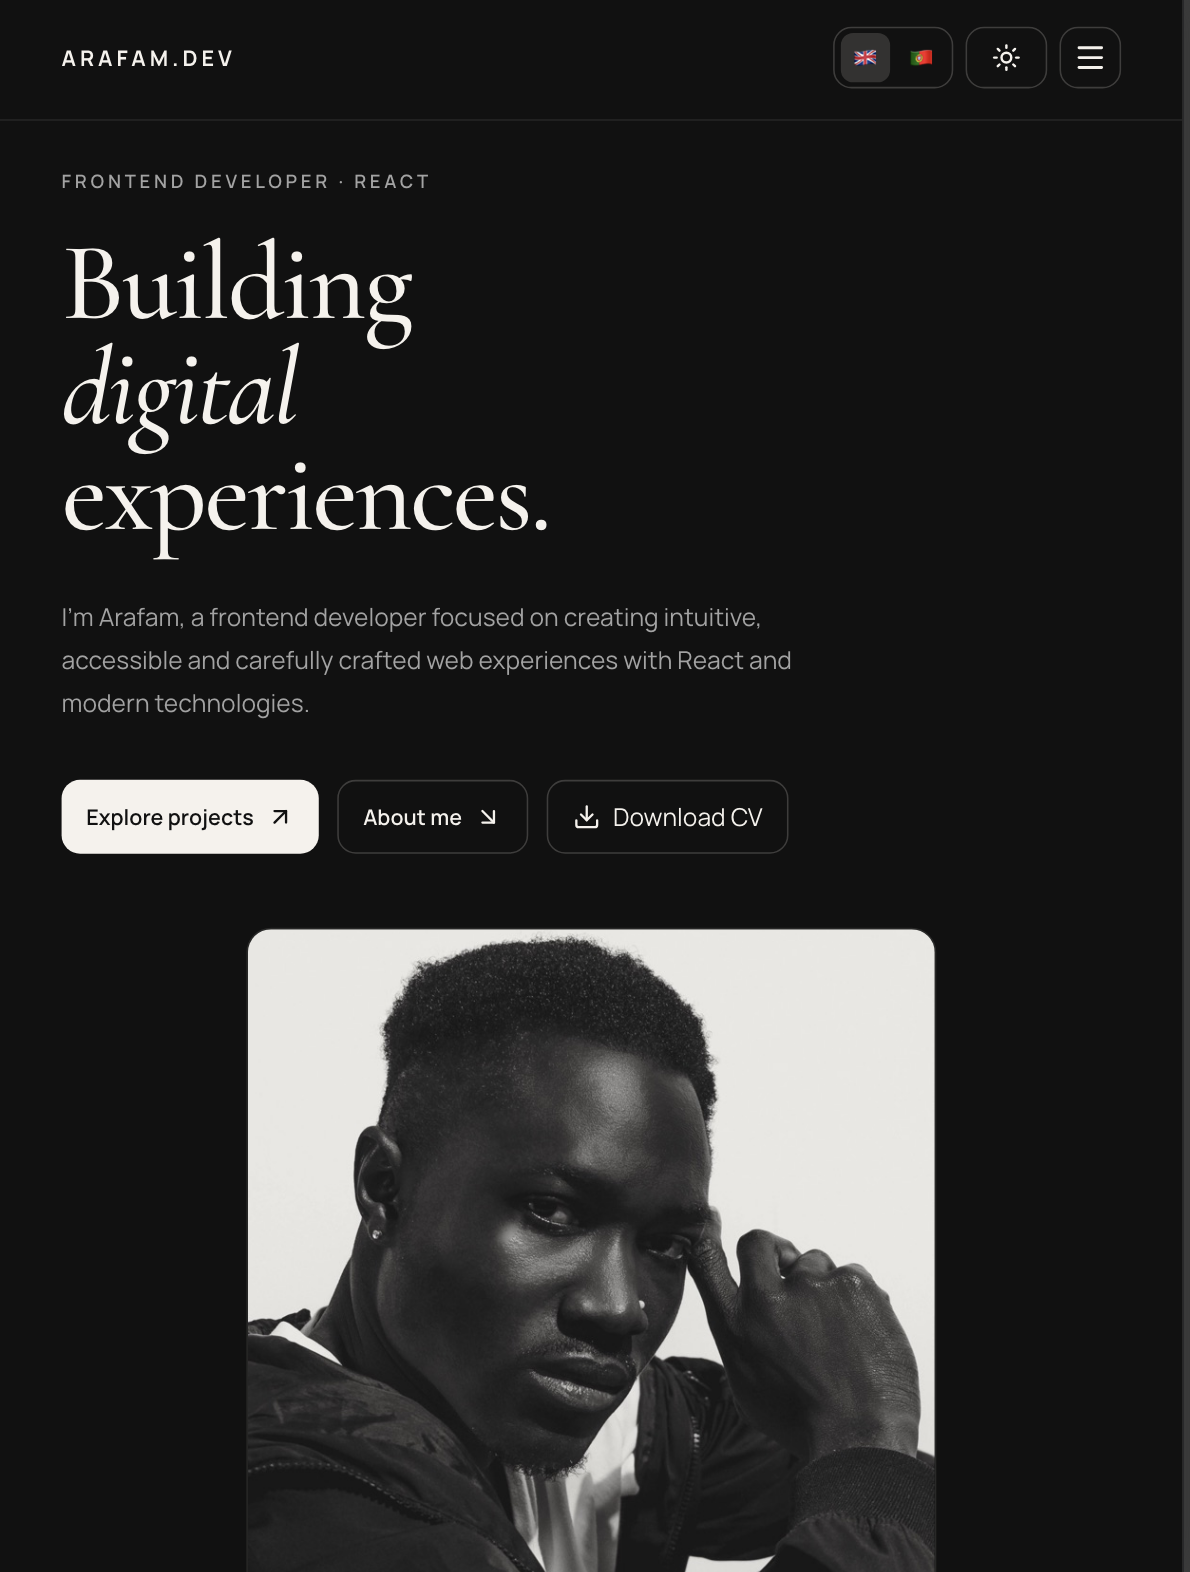 ARAFAM.DEV
FRONTEND DEVELOPER · REACT
Building
digital
experiences.
I’m Arafam, a frontend developer focused on creating intuitive,
accessible and carefully crafted web experiences with React and
modern technologies.
Explore projects
About me
Download CV